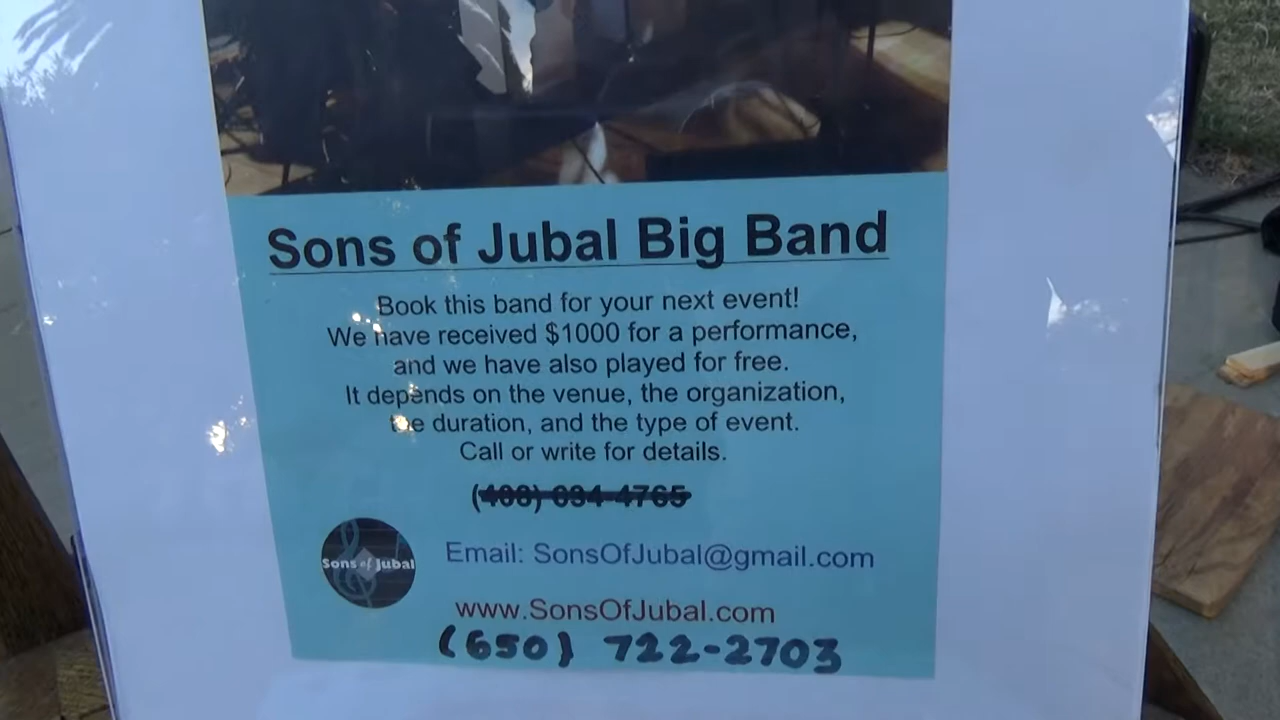 Sons of Jubal Big Band
Book this band for your next event!
We have received $1000 for a performance,
and we have also played for free.
It depends on the venue, the organization,
the duration, and the type of event.
Call or write for details.
Sons of Jubal
Email: SonsOfJubal@gmail.com
www.SonsOfJubal.com
(650) 722-2703